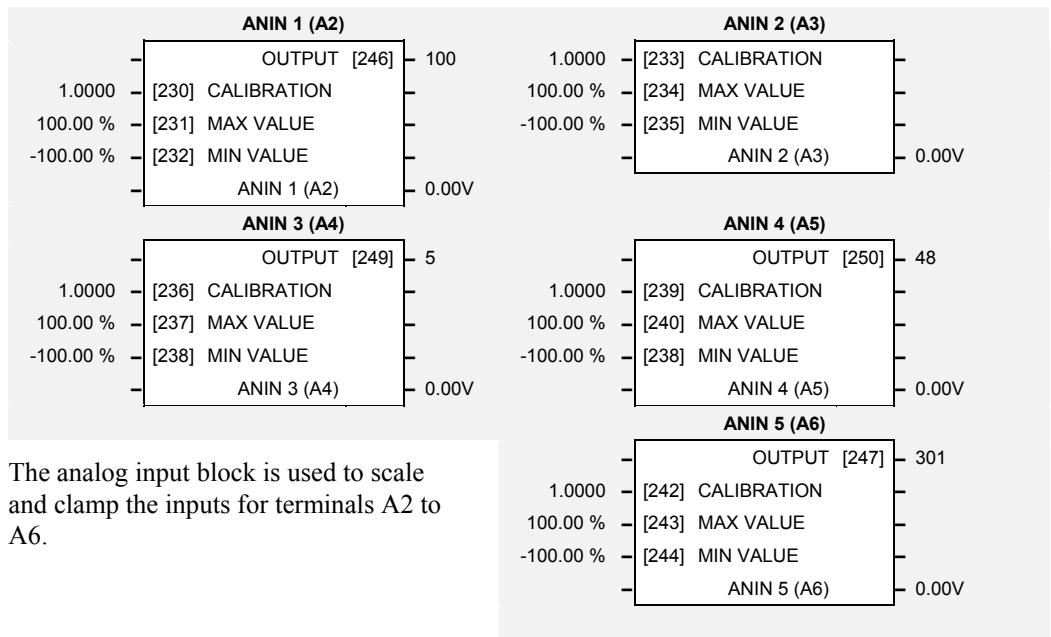 ANIN 1 (A2)
OUTPUT [246] 100
1.0000 [230] CALIBRATION
100.00 % [231] MAX VALUE
-100.00 % [232] MIN VALUE
ANIN 1 (A2) 0.00V
ANIN 2 (A3)
1.0000 [233] CALIBRATION
100.00 % [234] MAX VALUE
-100.00 % [235] MIN VALUE
ANIN 2 (A3) 0.00V
ANIN 3 (A4)
OUTPUT [249] 5
1.0000 [236] CALIBRATION
100.00 % [237] MAX VALUE
-100.00 % [238] MIN VALUE
ANIN 3 (A4) 0.00V
ANIN 4 (A5)
OUTPUT [250] 48
1.0000 [239] CALIBRATION
100.00 % [240] MAX VALUE
-100.00 % [238] MIN VALUE
ANIN 4 (A5) 0.00V
The analog input block is used to scale
and clamp the inputs for terminals A2 to
A6.
ANIN 5 (A6)
OUTPUT [247] 301
1.0000 [242] CALIBRATION
100.00 % [243] MAX VALUE
-100.00 % [244] MIN VALUE
ANIN 5 (A6) 0.00V